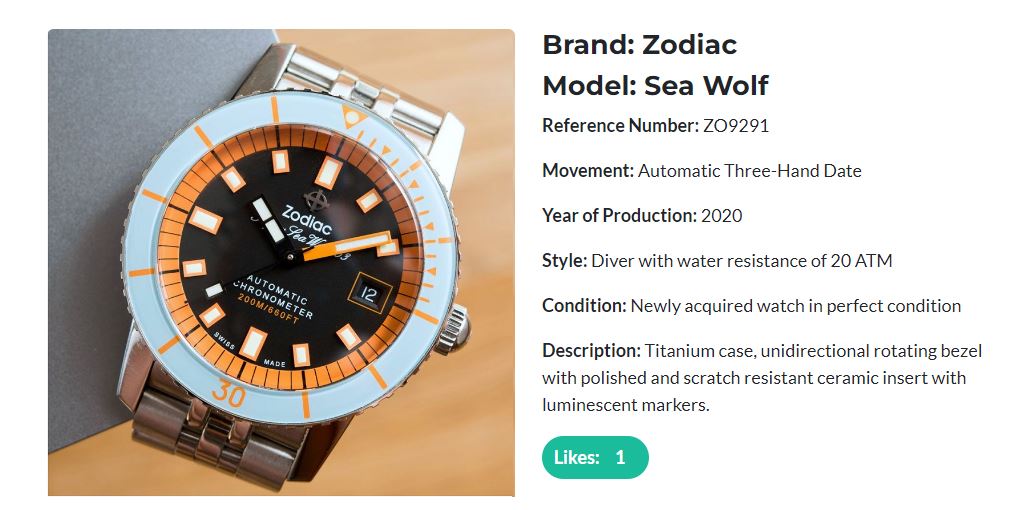 Brand: Zodiac
Model: Sea Wolf
Reference Number: ZO9291
Movement: Automatic Three-Hand Date
Year of Production: 2020
Style: Diver with water resistance of 20 ATM
Condition: Newly acquired watch in perfect condition
Description: Titanium case, unidirectional rotating bezel
with polished and scratch resistant ceramic insert with
luminescent markers.
Likes: 1
Zodiac
Sea
12
AUTOMATIC
CHRONOMETER
200M/660FT
SWISS MADE
30